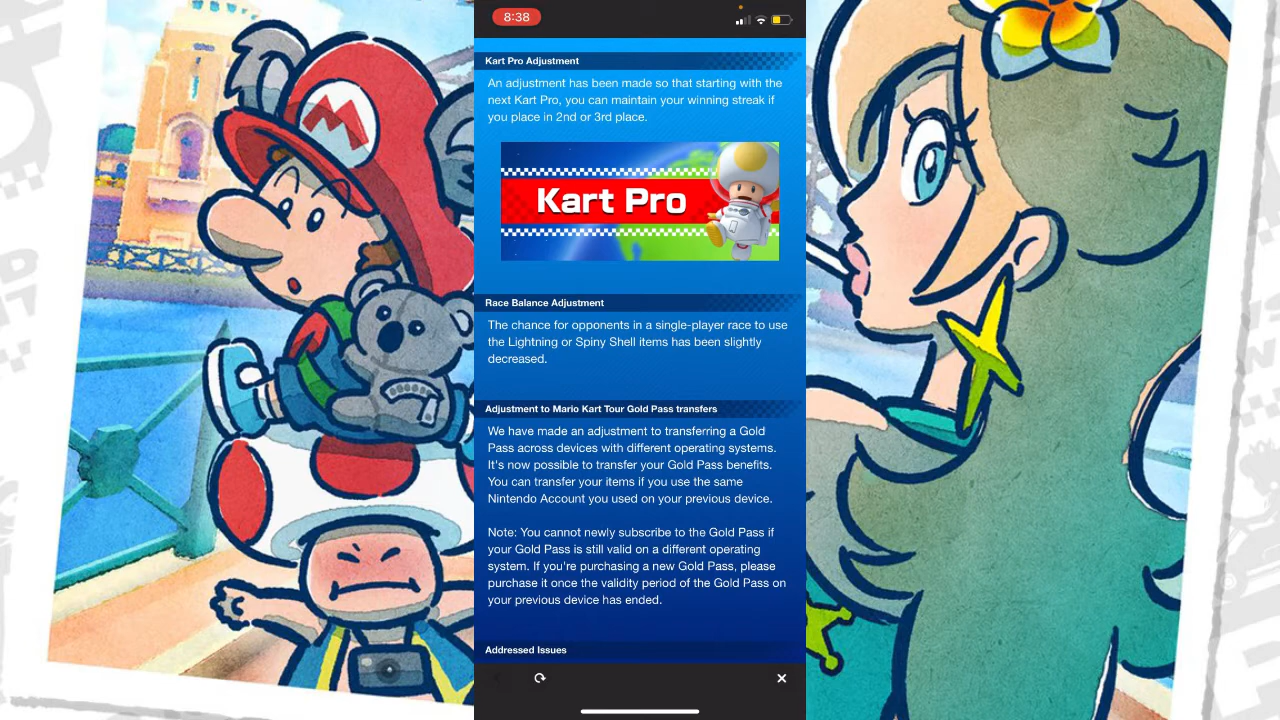 8:38
Kart Pro Adjustment
An adjustment has been made so that starting with the
next Kart Pro, you can maintain your winning streak if
you place in 2nd or 3rd place.
Kart Pro
Race Balance Adjustment
The chance for opponents in a single-player race to use
the Lightning or Spiny Shell items has been slightly
decreased.
Adjustment to Mario Kart Tour Gold Pass transfers
We have made an adjustment to transferring a Gold
Pass across devices with different operating systems.
It's now possible to transfer your Gold Pass benefits.
You can transfer your items if you use the same
Nintendo Account you used on your previous device.
Note: You cannot newly subscribe to the Gold Pass if
your Gold Pass is still valid on a different operating
system. If you're purchasing a new Gold Pass, please
purchase it once the validity period of the Gold Pass on
your previous device has ended.
Addressed Issues
M